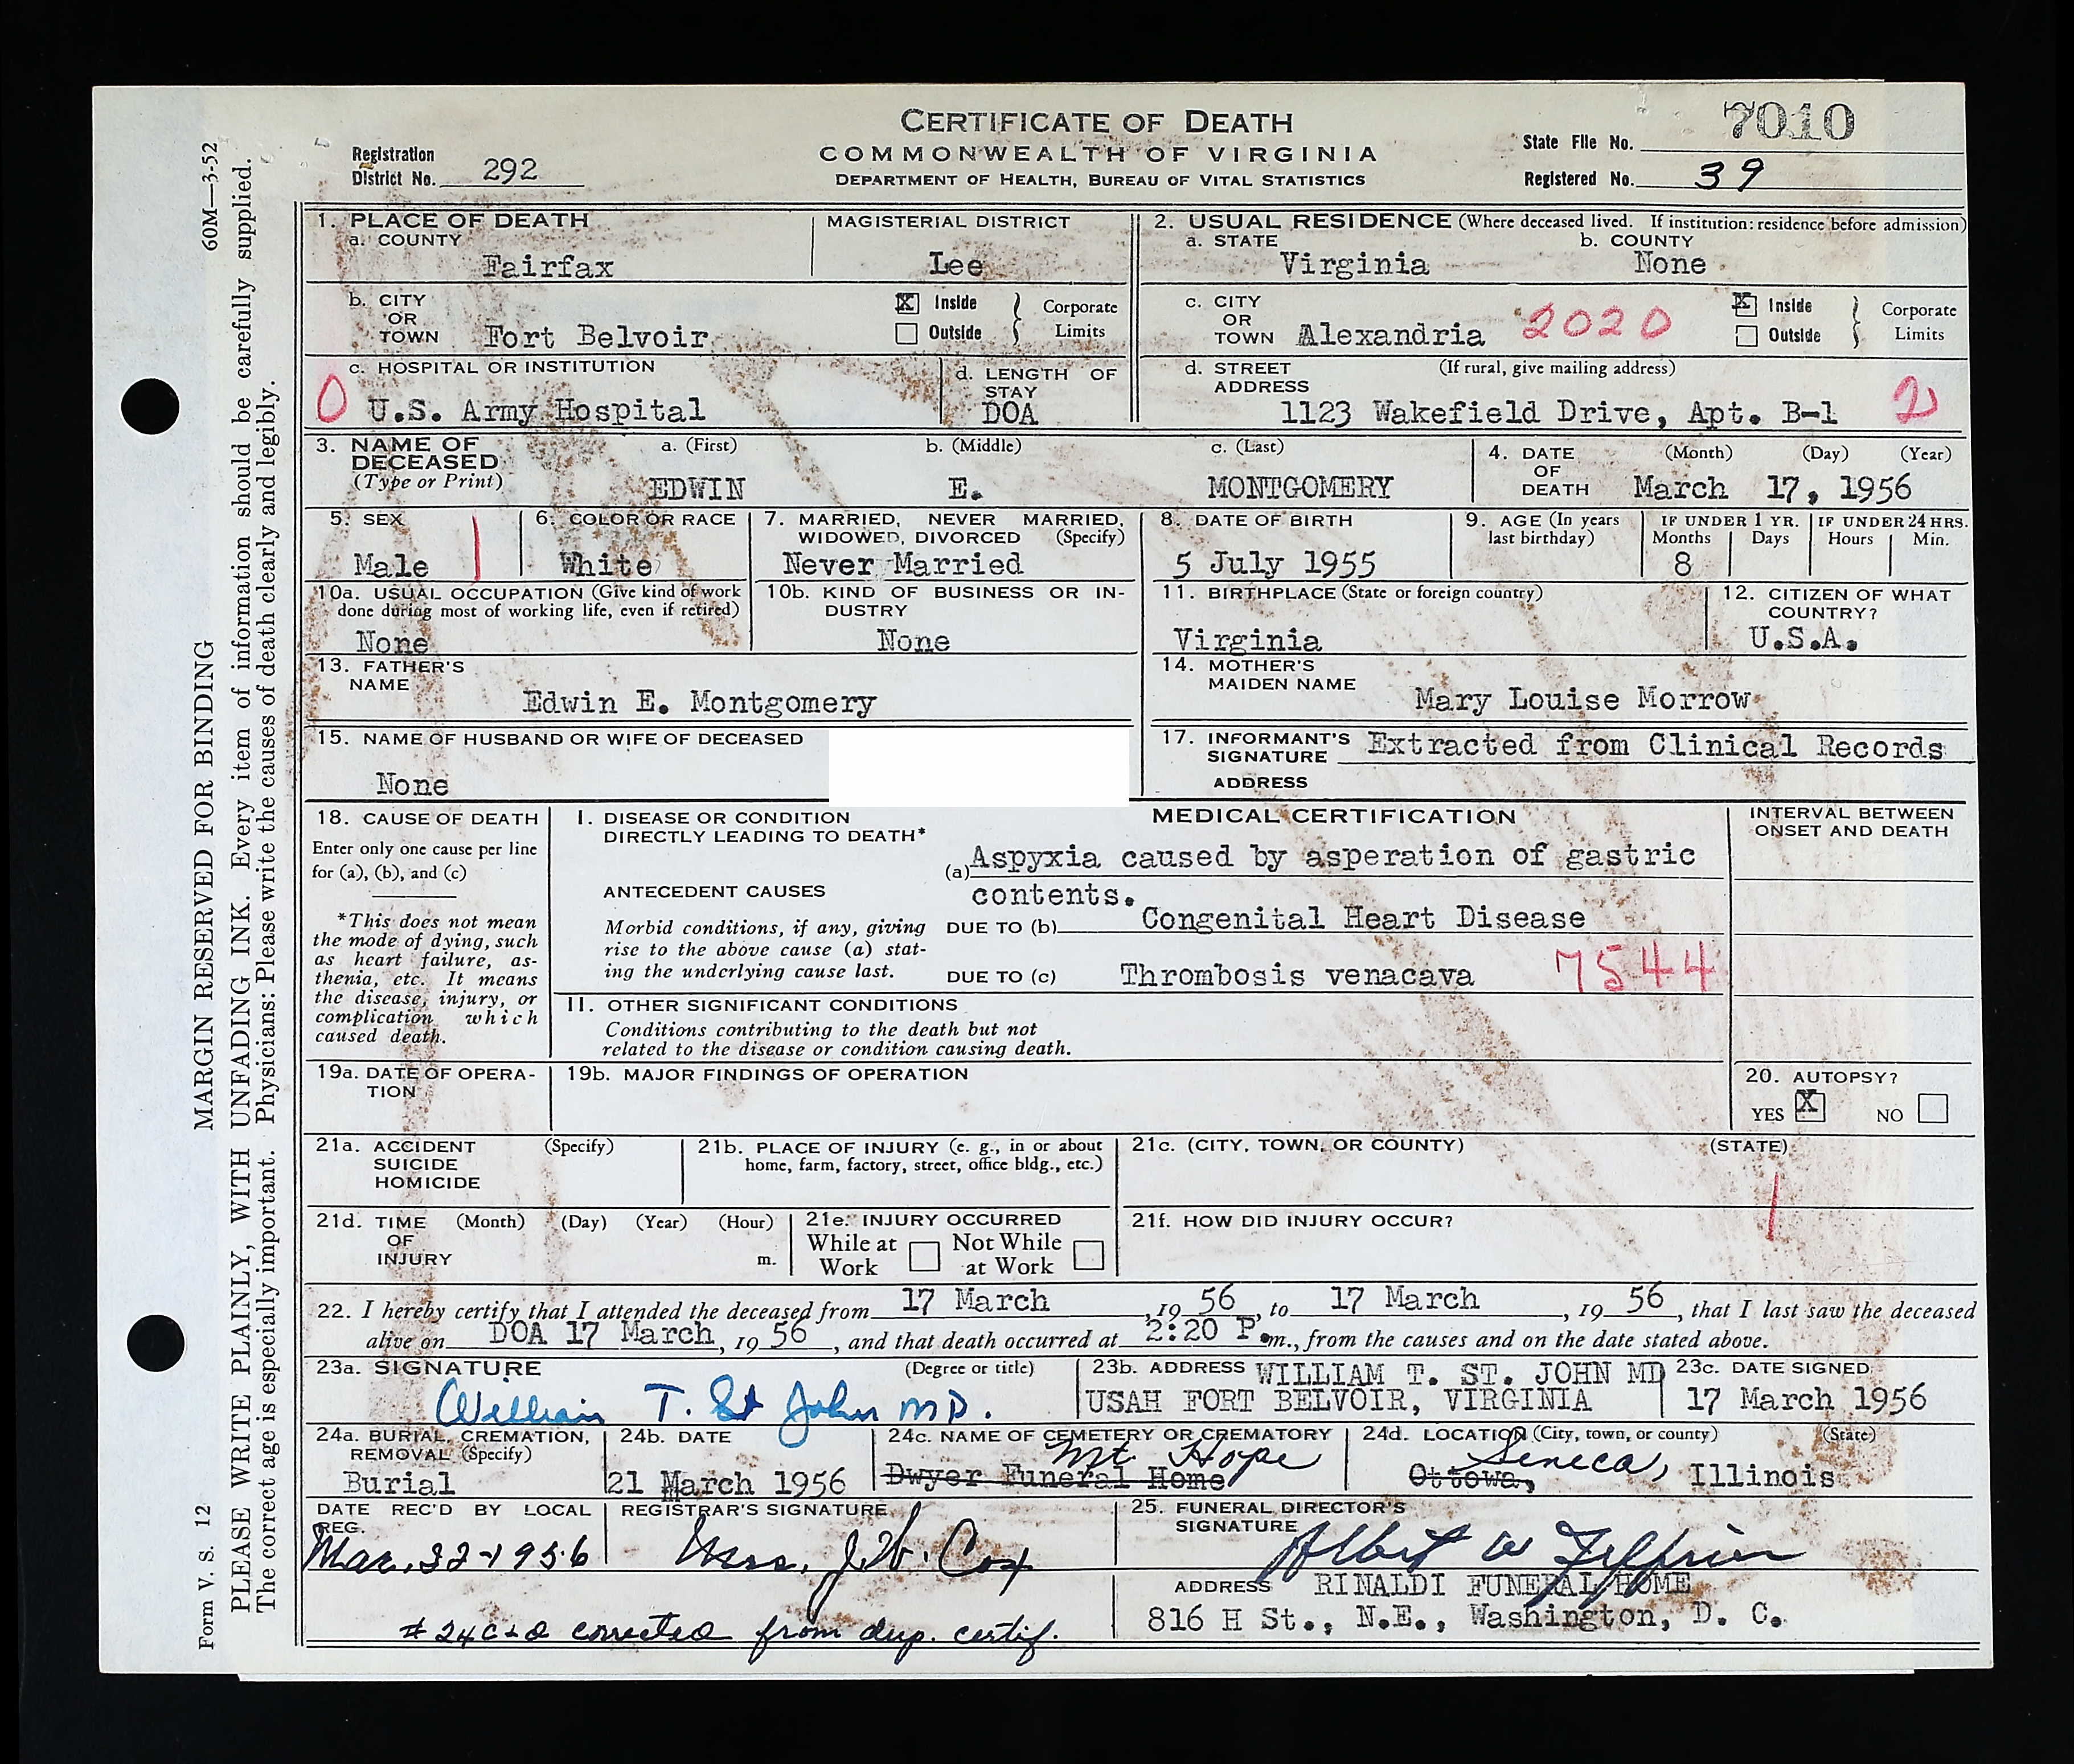 60M—3-52
CERTIFICATE OF DEATH
COMMONWEALTH OF VIRGINIA
DEPARTMENT OF HEALTH, BUREAU OF VITAL STATISTICS
Registration
District No. 292
State File No. 7010
Registered No. 39
1. PLACE OF DEATH
a. COUNTY
Fairfax
MAGISTERIAL DISTRICT
Lee
2. USUAL RESIDENCE (Where deceased lived. If institution: residence before admission)
a. STATE
Virginia
b. COUNTY
None
b. CITY
OR
TOWN Fort Belvoir
X Inside
Outside
Corporate
Limits
c. CITY
OR
TOWN Alexandria 2020
X Inside
Outside
Corporate
Limits
c. HOSPITAL OR INSTITUTION
0 U.S. Army Hospital
d. LENGTH OF
STAY
DOA
d. STREET
ADDRESS
(If rural, give mailing address)
1123 Wakefield Drive, Apt. B-1 2
3. NAME OF
DECEASED
(Type or Print)
a. (First)
EDWIN
b. (Middle)
E.
c. (Last)
MONTGOMERY
4. DATE
OF
DEATH
(Month) (Day) (Year)
March 17, 1956
5. SEX
Male
6. COLOR OR RACE
White
7. MARRIED, NEVER MARRIED,
WIDOWED, DIVORCED (Specify)
Never Married
8. DATE OF BIRTH
5 July 1955
9. AGE (In years
last birthday)
IF UNDER 1 YR.
Months Days
8
IF UNDER 24 HRS.
Hours Min.
10a. USUAL OCCUPATION (Give kind of work
done during most of working life, even if retired)
None
10b. KIND OF BUSINESS OR IN-
DUSTRY
None
11. BIRTHPLACE (State or foreign country)
Virginia
12. CITIZEN OF WHAT
COUNTRY?
U.S.A.
13. FATHER'S
NAME
Edwin E. Montgomery
14. MOTHER'S
MAIDEN NAME
Mary Louise Morrow
15. NAME OF HUSBAND OR WIFE OF DECEASED
None
17. INFORMANT'S
SIGNATURE Extracted from Clinical Records
ADDRESS
18. CAUSE OF DEATH
Enter only one cause per line
for (a), (b), and (c)
*This does not mean
the mode of dying, such
as heart failure, as-
thenia, etc. It means
the disease, injury, or
complication which
caused death.
MEDICAL CERTIFICATION
I. DISEASE OR CONDITION
DIRECTLY LEADING TO DEATH*
(a) Aspyxia caused by asperation of gastric
contents.
ANTECEDENT CAUSES
Morbid conditions, if any, giving
rise to the above cause (a) stat-
ing the underlying cause last.
DUE TO (b) Congenital Heart Disease
DUE TO (c) Thrombosis venacava 7544
II. OTHER SIGNIFICANT CONDITIONS
Conditions contributing to the death but not
related to the disease or condition causing death.
INTERVAL BETWEEN
ONSET AND DEATH
19a. DATE OF OPERA-
TION
19b. MAJOR FINDINGS OF OPERATION
20. AUTOPSY?
YES X NO
21a. ACCIDENT (Specify)
SUICIDE
HOMICIDE
21b. PLACE OF INJURY (e. g., in or about
home, farm, factory, street, office bldg., etc.)
21c. (CITY, TOWN, OR COUNTY) (STATE)
21d. TIME (Month) (Day) (Year) (Hour)
OF
INJURY m.
21e. INJURY OCCURRED
While at
Work
Not While
at Work
21f. HOW DID INJURY OCCUR?
22. I hereby certify that I attended the deceased from 17 March, 19 56, to 17 March, 19 56, that I last saw the deceased
alive on DOA 17 March, 19 56, and that death occurred at 2:20 P.m., from the causes and on the date stated above.
23a. SIGNATURE (Degree or title)
William T. St John MD.
23b. ADDRESS WILLIAM T. ST. JOHN MD
USAH FORT BELVOIR, VIRGINIA
23c. DATE SIGNED
17 March 1956
24a. BURIAL, CREMATION,
REMOVAL (Specify)
Burial
24b. DATE
21 March 1956
24c. NAME OF CEMETERY OR CREMATORY
Mt. Hope
Dwyer Funeral Home
24d. LOCATION (City, town, or county) (State)
Seneca,
Ottowa, Illinois
DATE REC'D BY LOCAL
REG.
Mar. 22-1956
REGISTRAR'S SIGNATURE
Mrs. J.W. Cox
25. FUNERAL DIRECTOR'S
SIGNATURE Albert W
ADDRESS RINALDI FUNERAL HOME
816 H St., N.E., Washington, D. C.
# 24c+d corrected from dup. certif.
MARGIN RESERVED FOR BINDING
PLEASE WRITE PLAINLY, WITH UNFADING INK. Every item of information should be carefully supplied.
The correct age is especially important. Physicians: Please write the causes of death clearly and legibly.
Form V. S. 12